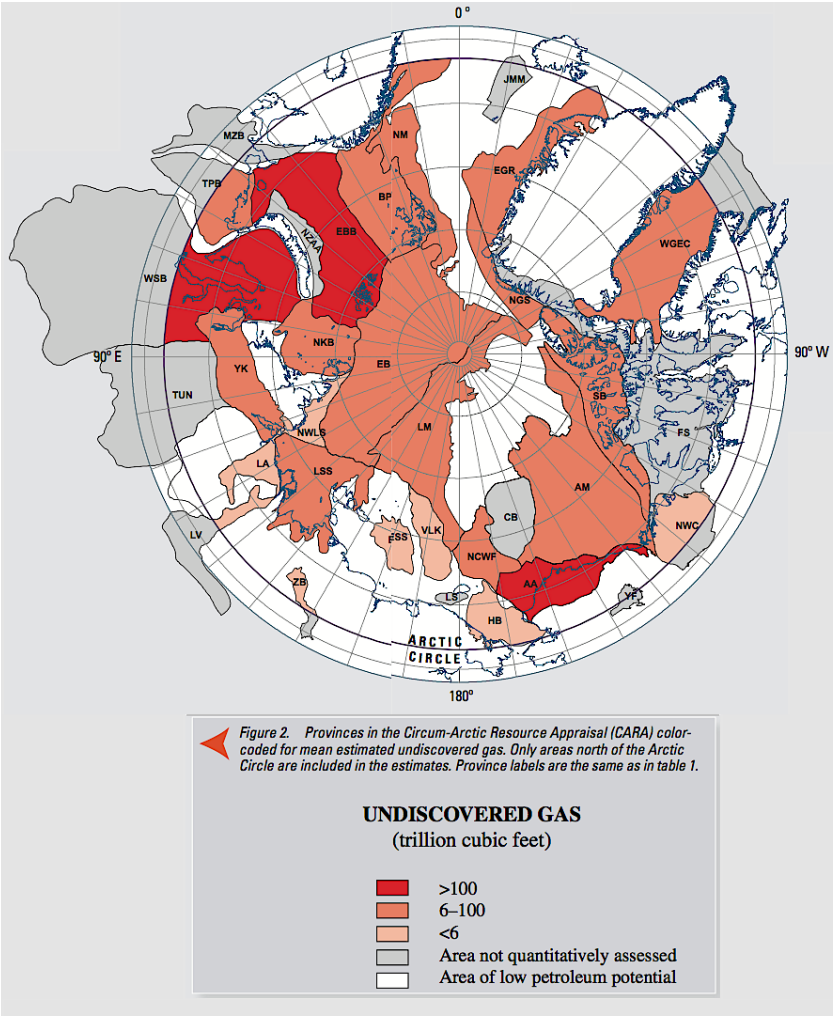 0°
JMM
MZB
NM
TPB
EGR
BP
EBB
NZAA
WGEC
WSB
NGS
NKB
90° E
90° W
YK
EB
TUN
SB
LM
NWLS
FS
LA
LSS
AM
CB
NWC
LV
ESS
VLK
NCWF
ZB
AA
LS
YF
HB
ARCTIC
CIRCLE
180°
Figure 2. Provinces in the Circum-Arctic Resource Appraisal (CARA) color-
coded for mean estimated undiscovered gas. Only areas north of the Arctic
Circle are included in the estimates. Province labels are the same as in table 1.
UNDISCOVERED GAS
(trillion cubic feet)
>100
6–100
<6
Area not quantitatively assessed
Area of low petroleum potential